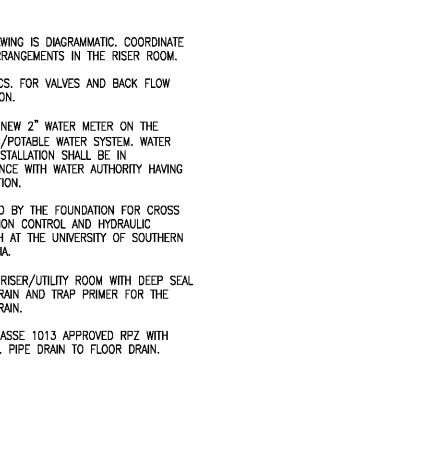 WING IS DIAGRAMMATIC. COORDINATE
RANGEMENTS IN THE RISER ROOM.
CS. FOR VALVES AND BACK FLOW
ON.
NEW 2" WATER METER ON THE
/POTABLE WATER SYSTEM. WATER
STALLATION SHALL BE IN
NCE WITH WATER AUTHORITY HAVING
TION.
D BY THE FOUNDATION FOR CROSS
ION CONTROL AND HYDRAULIC
H AT THE UNIVERSITY OF SOUTHERN
IA.
RISER/UTILITY ROOM WITH DEEP SEAL
RAIN AND TRAP PRIMER FOR THE
RAIN.
ASSE 1013 APPROVED RPZ WITH
. PIPE DRAIN TO FLOOR DRAIN.